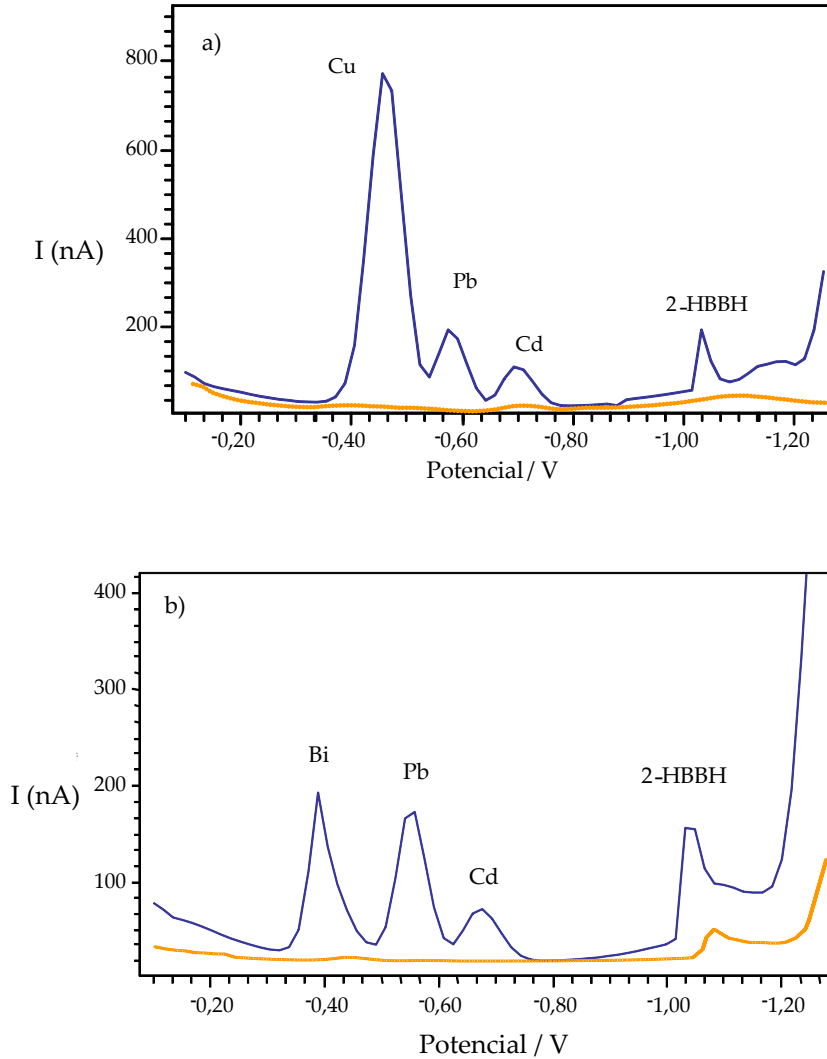 a)
800
Cu
600
400
I (nA)
Pb
2-HBBH
Cd
200
-0,20 -0,40 -0,60 -0,80 -1,00 -1,20
Potencial / V
400
b)
300
Bi
Pb
2-HBBH
200
I (nA)
Cd
100
-0,20 -0,40 -0,60 -0,80 -1,00 -1,20
Potencial / V